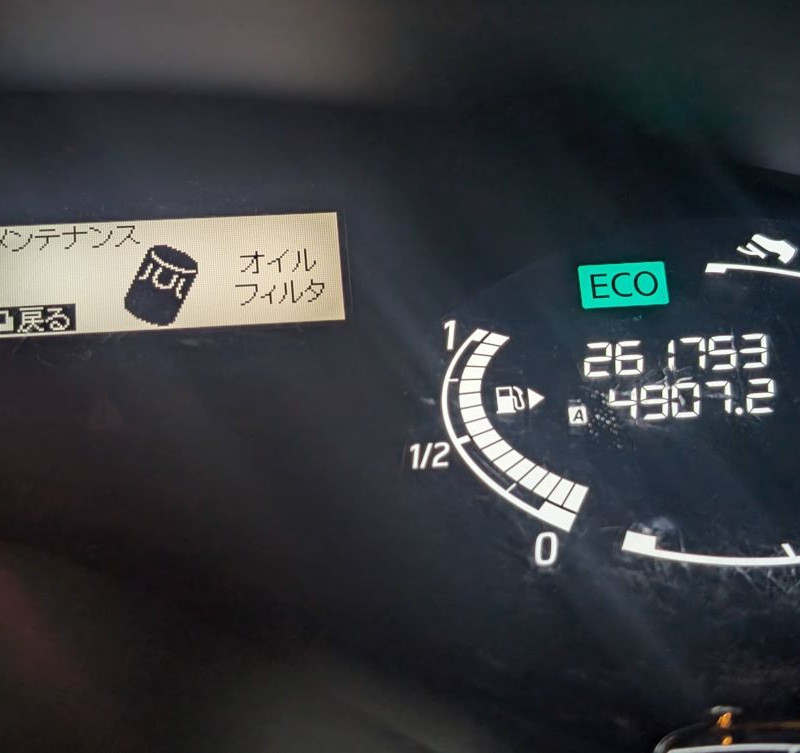 メンテナンス
オイル
フィルタ
戻る
ECO
261753
A 4907.2
1
1/2
0